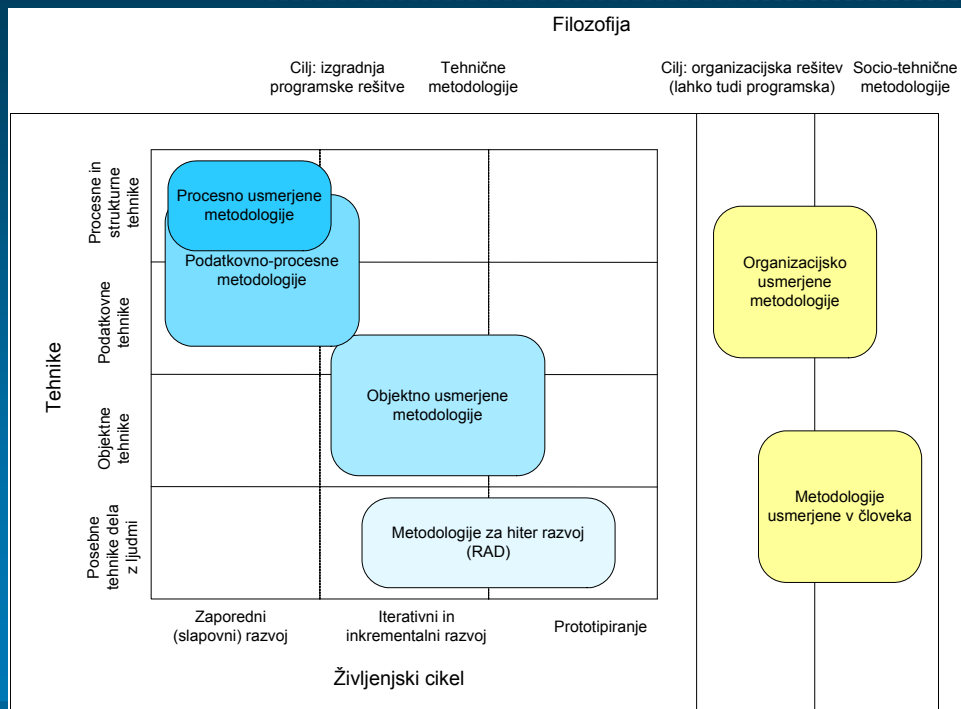 Filozofija
Cilj: izgradnja
programske rešitve
Tehnične
metodologije
Cilj: organizacijska rešitev
(lahko tudi programska)
Socio-tehnične
metodologije
Tehnike
Procesne in
strukturne
tehnike
Podatkovne
tehnike
Objektne
tehnike
Posebne
tehnike dela
z ljudmi
Procesno usmerjene
metodologije
Podatkovno-procesne
metodologije
Objektno usmerjene
metodologije
Metodologije za hiter razvoj
(RAD)
Organizacijsko
usmerjene
metodologije
Metodologije
usmerjene v človeka
Zaporedni
(slapovni) razvoj
Iterativni in
inkrementalni razvoj
Prototipiranje
Življenjski cikel